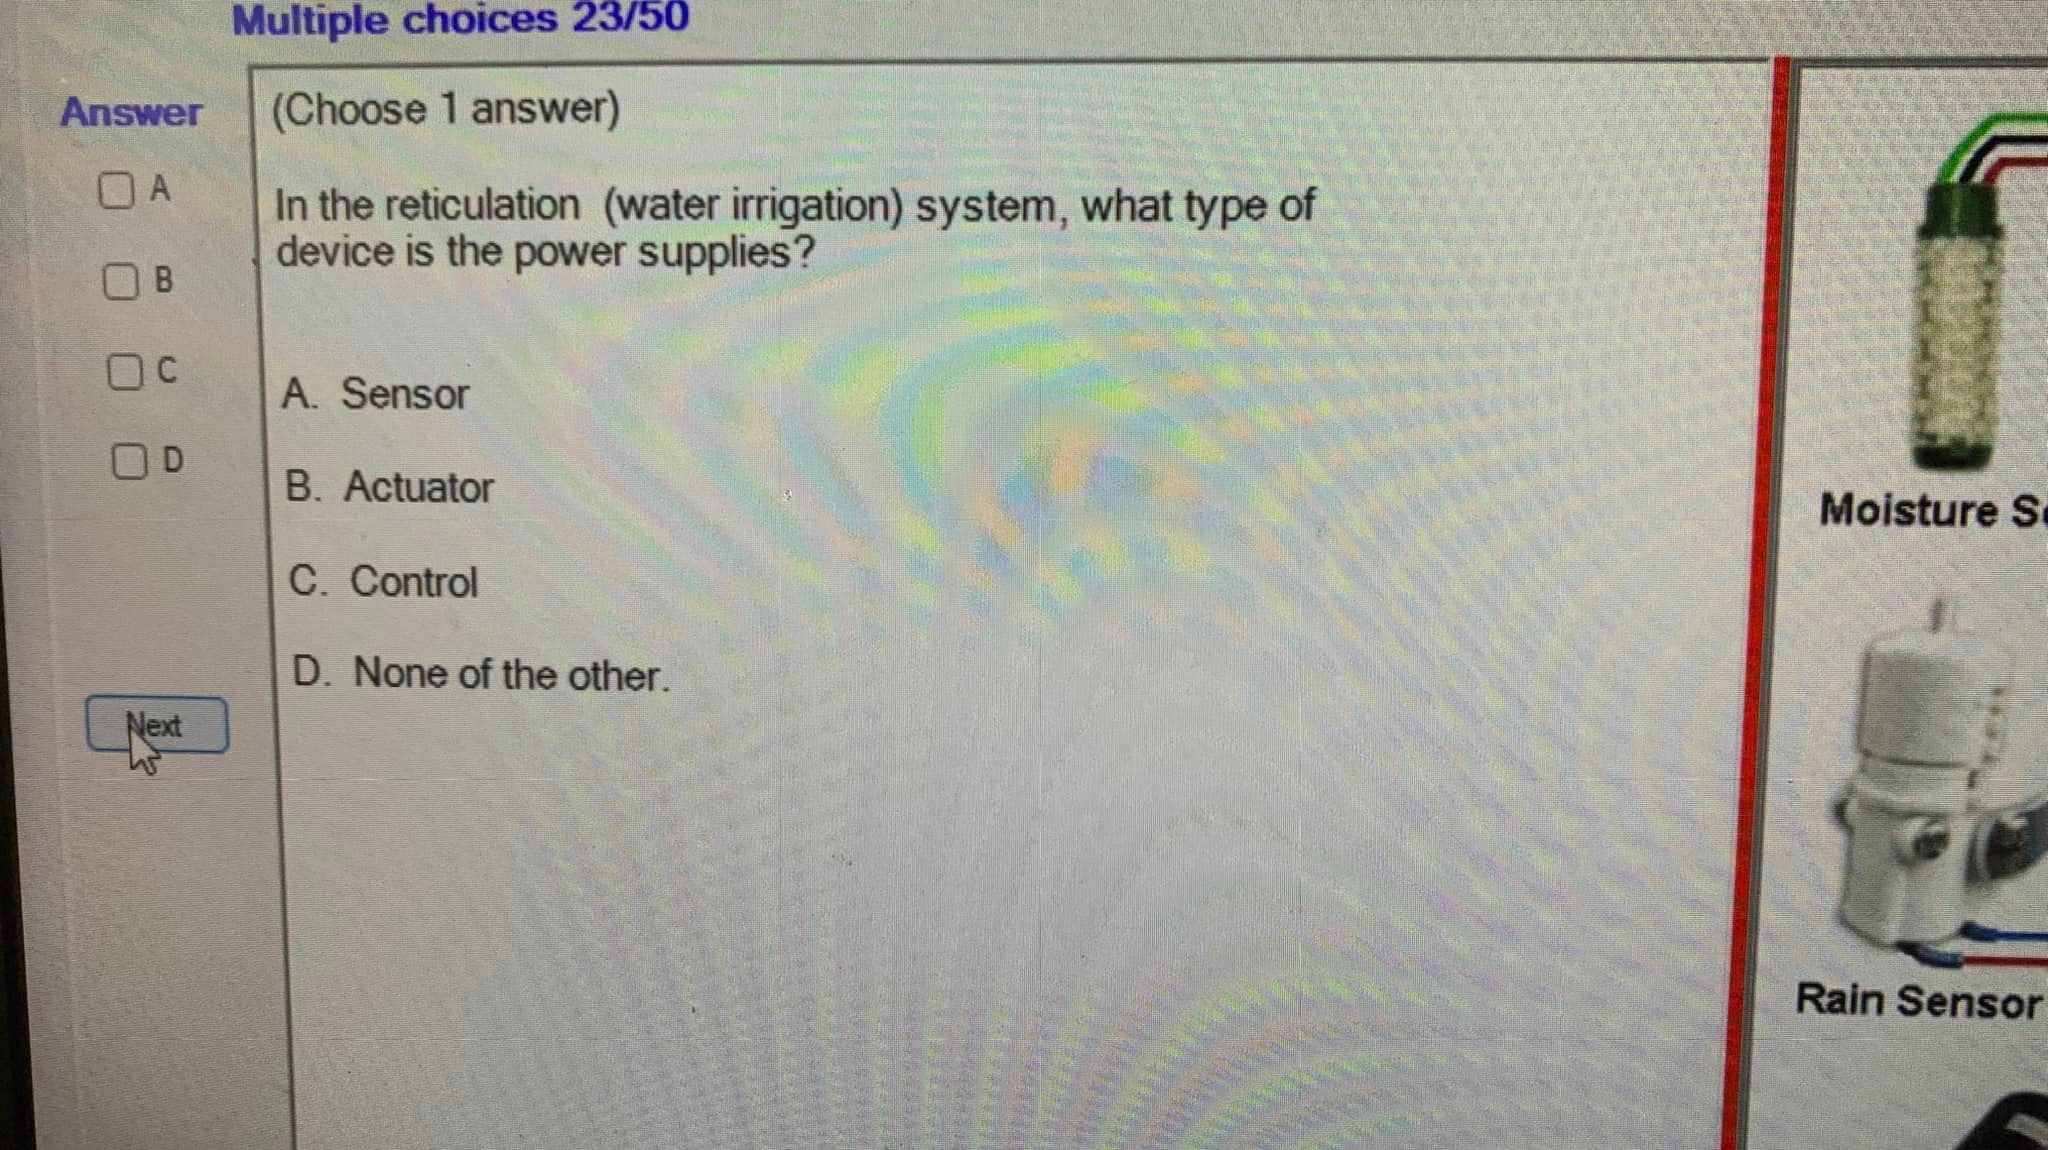 Multiple choices 23/50
Answer
A
B
C
D
Next
(Choose 1 answer)
In the reticulation (water irrigation) system, what type of
device is the power supplies?
A. Sensor
B. Actuator
C. Control
D. None of the other.
Moisture
Rain Sensor